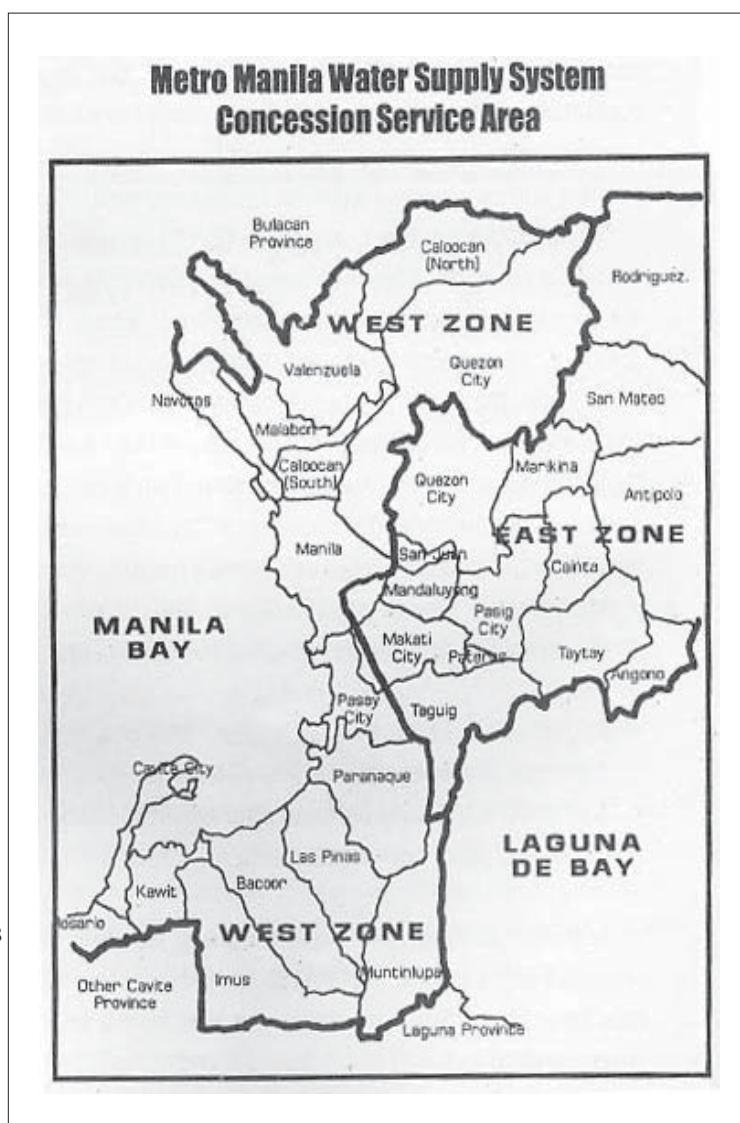 Metro Manila Water Supply System
Concession Service Area
Bulacan
Province
Caloocan
(North)
Rodriguez.
WEST ZONE
Valenzuela
Quezon
City
Navotas
San Mateo
Malabon
Caloocan
(South)
Quezon
City
Marikina
Antipolo
Manila
EAST ZONE
San Juan
Cainta
Mandaluyong
Pasig
City
MANILA
BAY
Makati
City
Pateros
Taytay
Angono
Pasay
City
Taguig
Cavite City
Paranaque
LAGUNA
DE BAY
Las Pinas
Kawit
Bacoor
Rosario
WEST ZONE
s
Other Cavite
Province
Imus
Muntinlupa
Laguna Province